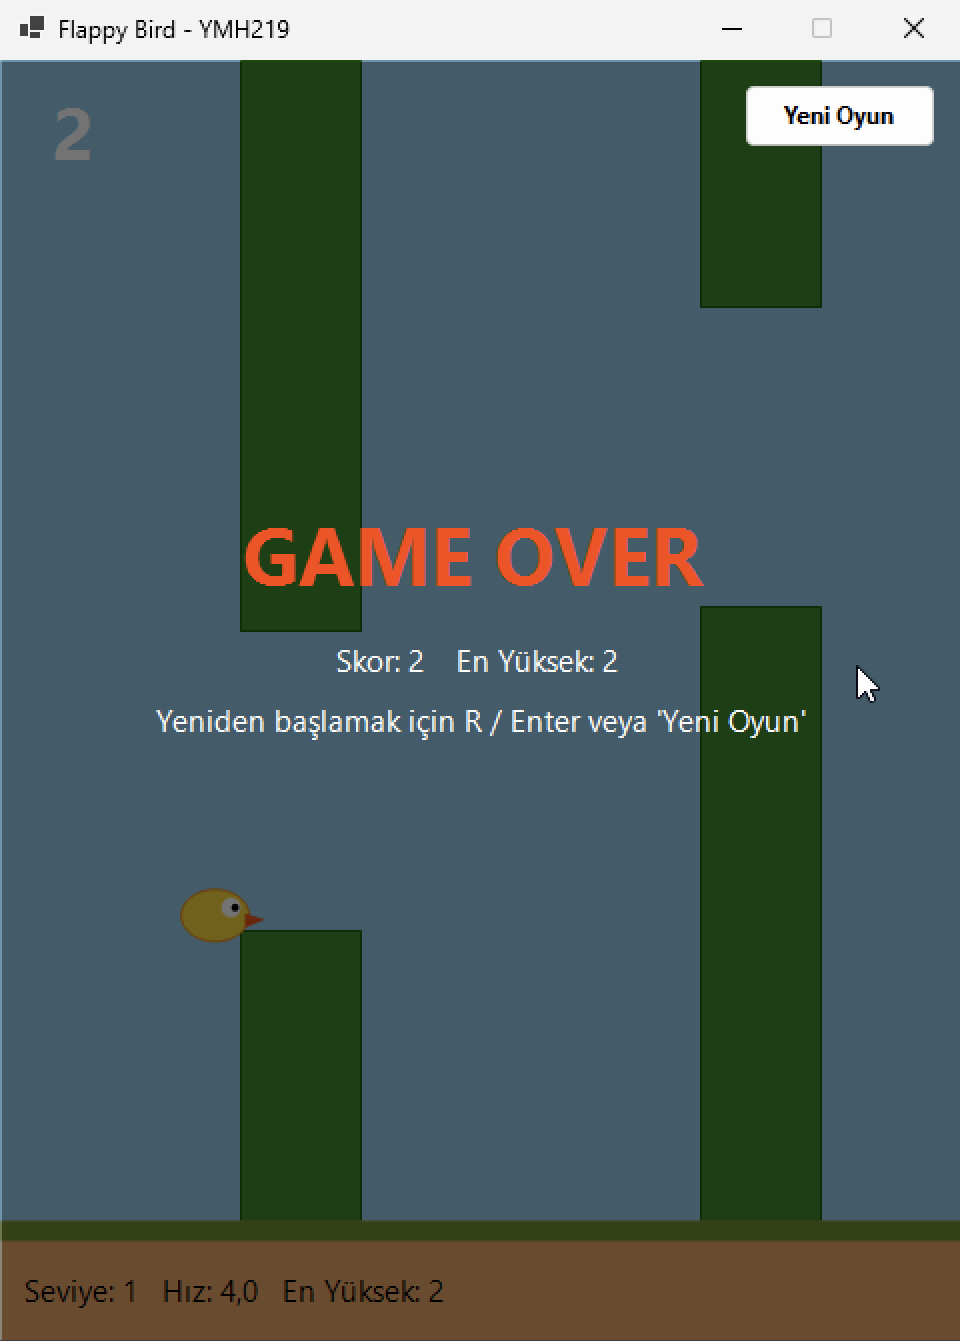 Flappy Bird - YMH219
2
Yeni Oyun
GAME OVER
Skor: 2    En Yüksek: 2
Yeniden başlamak için R / Enter veya 'Yeni Oyun'
Seviye: 1   Hız: 4,0   En Yüksek: 2